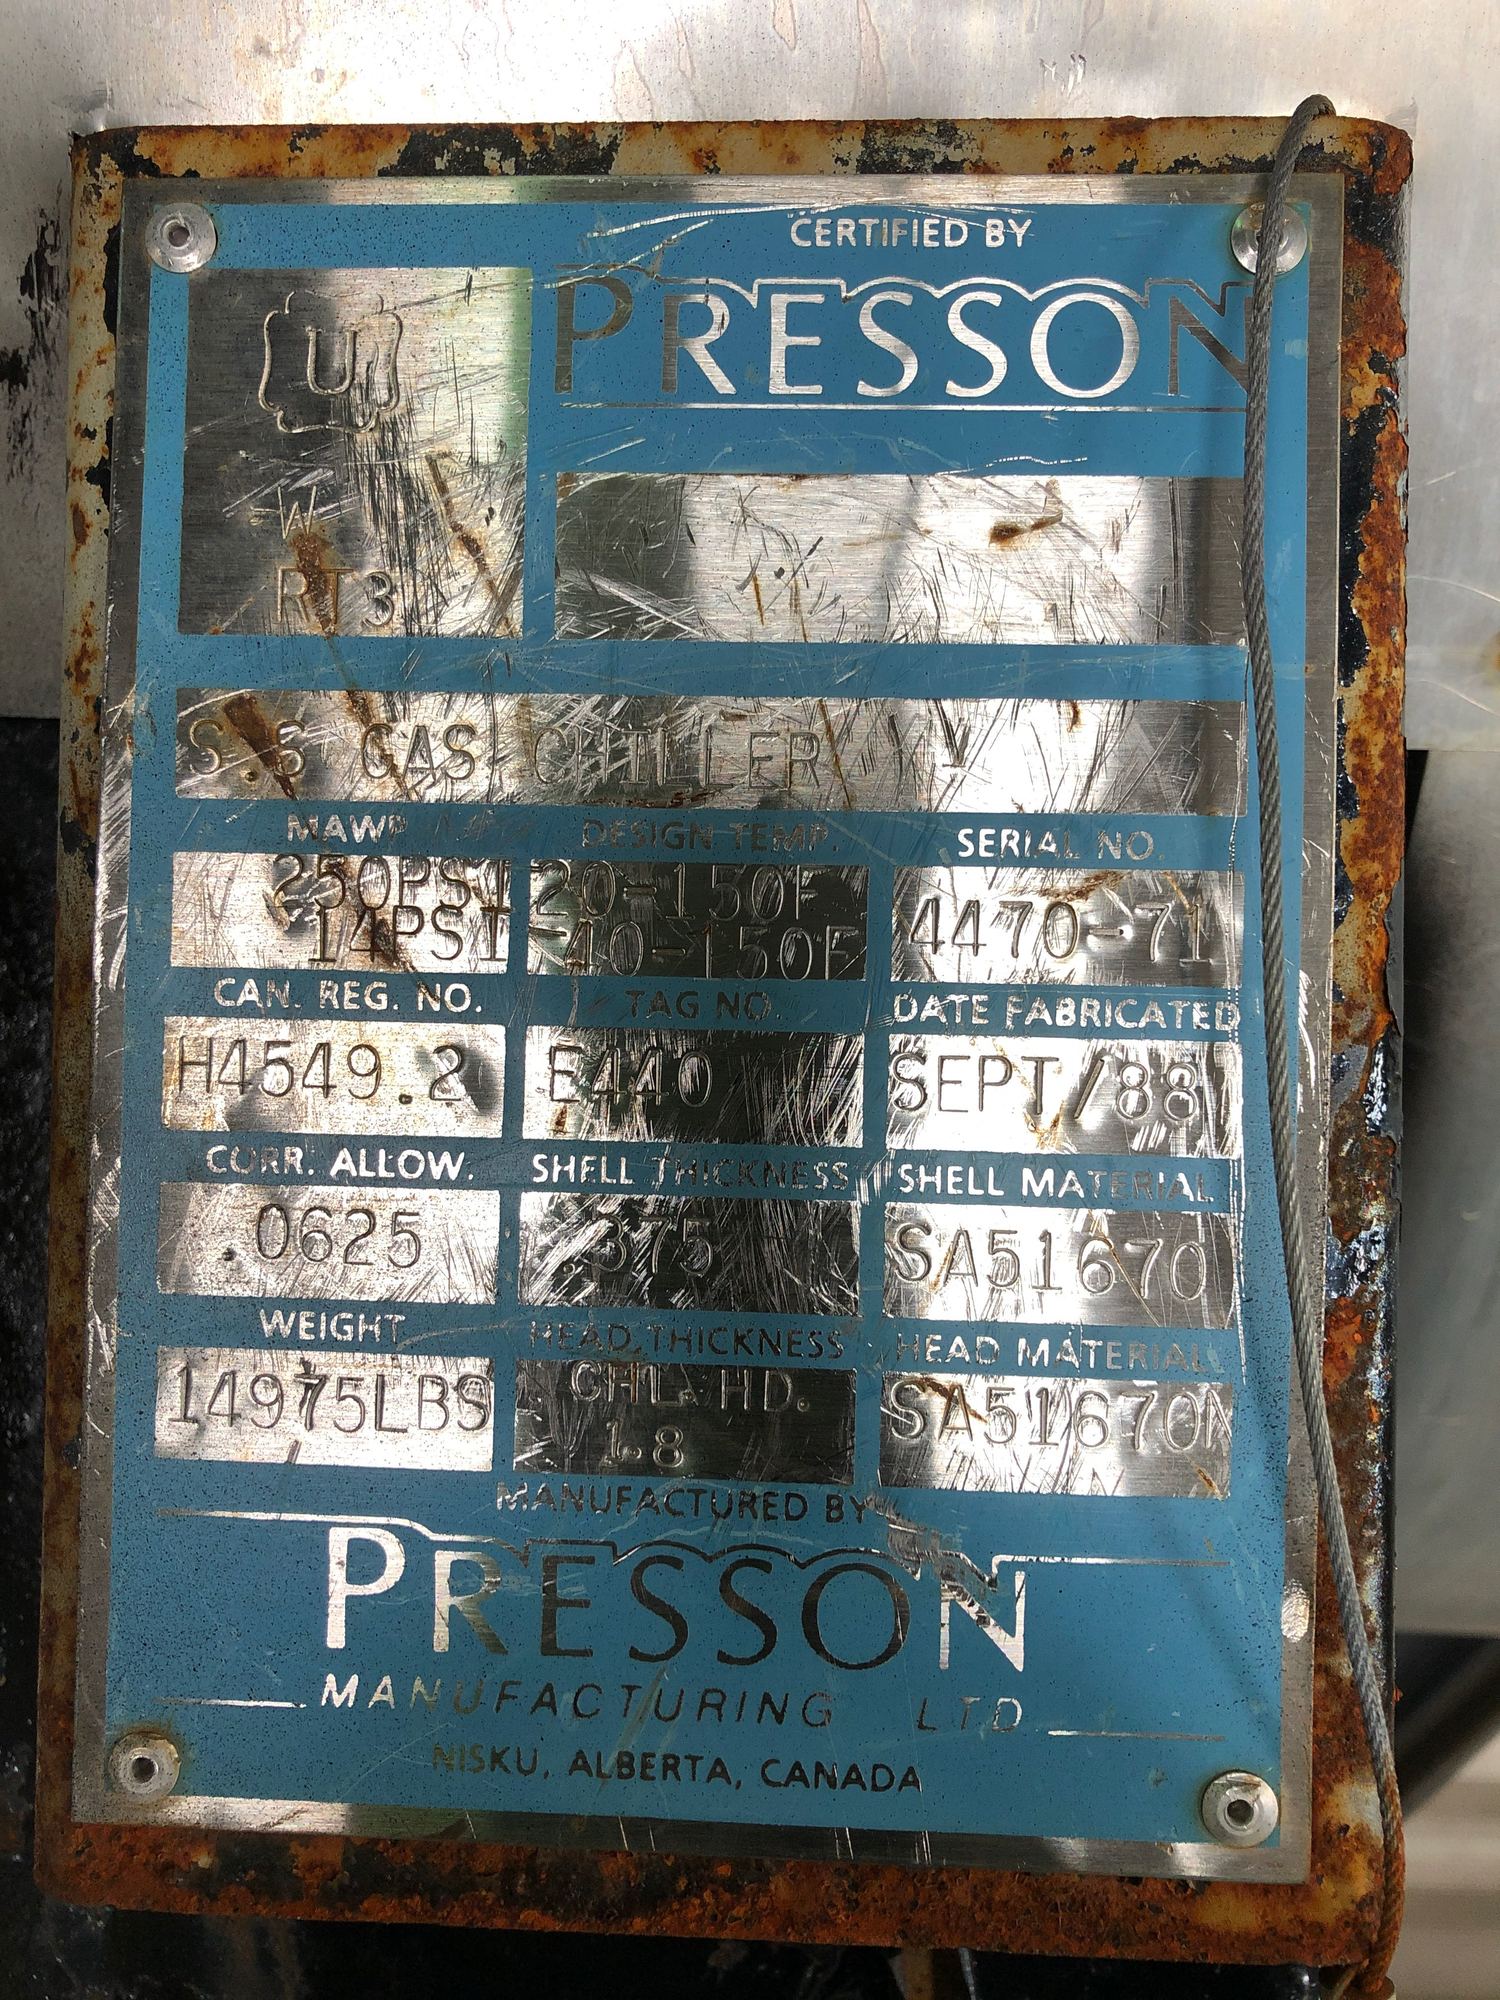 CERTIFIED BY
PRESSON
U
W
RT3
S.S GAS CHILLER
MAWP DESIGN TEMP. SERIAL NO.
250PSI 20-150F 4470-71
14PSI -40-150F
CAN. REG. NO. TAG NO. DATE FABRICATED
H4549.2 E440 SEPT/88
CORR. ALLOW. SHELL THICKNESS SHELL MATERIAL
.0625 .375 SA51670
WEIGHT HEAD THICKNESS HEAD MATERIAL
14975LBS CHL. HD. SA51670N
1.8
MANUFACTURED BY
PRESSON
MANUFACTURING LTD
NISKU, ALBERTA, CANADA